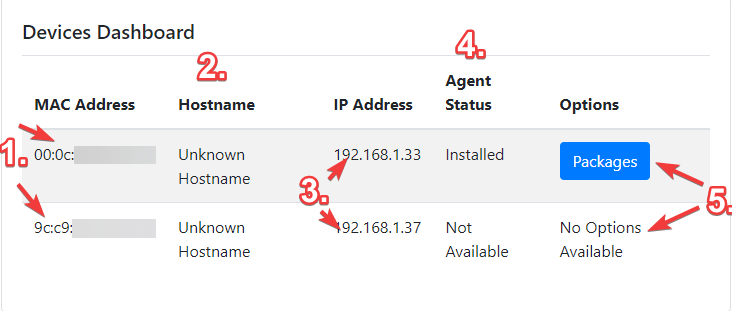 Devices Dashboard
2.
4.
MAC Address
Hostname
IP Address
Agent
Status
Options
1.
00:0c:
Unknown
Hostname
192.168.1.33
Installed
Packages
3.
5.
9c:c9:
Unknown
Hostname
192.168.1.37
Not
Available
No Options
Available